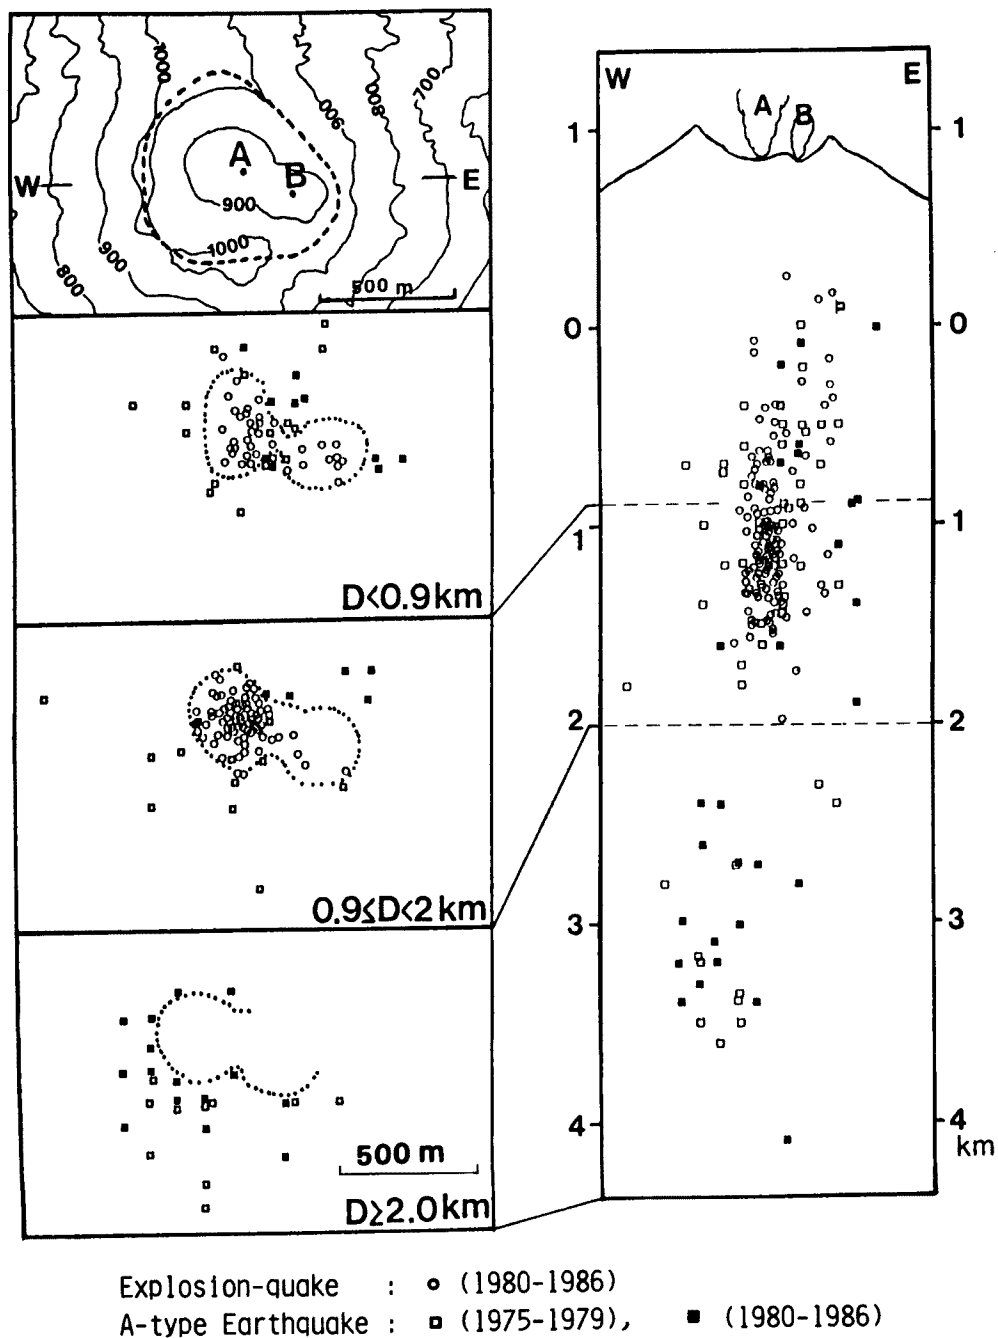 1000
900
800
700
A
B
W
E
900
1000
900
800
500 m
D<0.9km
0.9≤D<2km
500 m
D≥2.0km
W
E
A
B
1
1
0
0
1
1
2
2
3
3
4
4
km
Explosion-quake : o (1980-1986)
A-type Earthquake : □ (1975-1979), ■ (1980-1986)